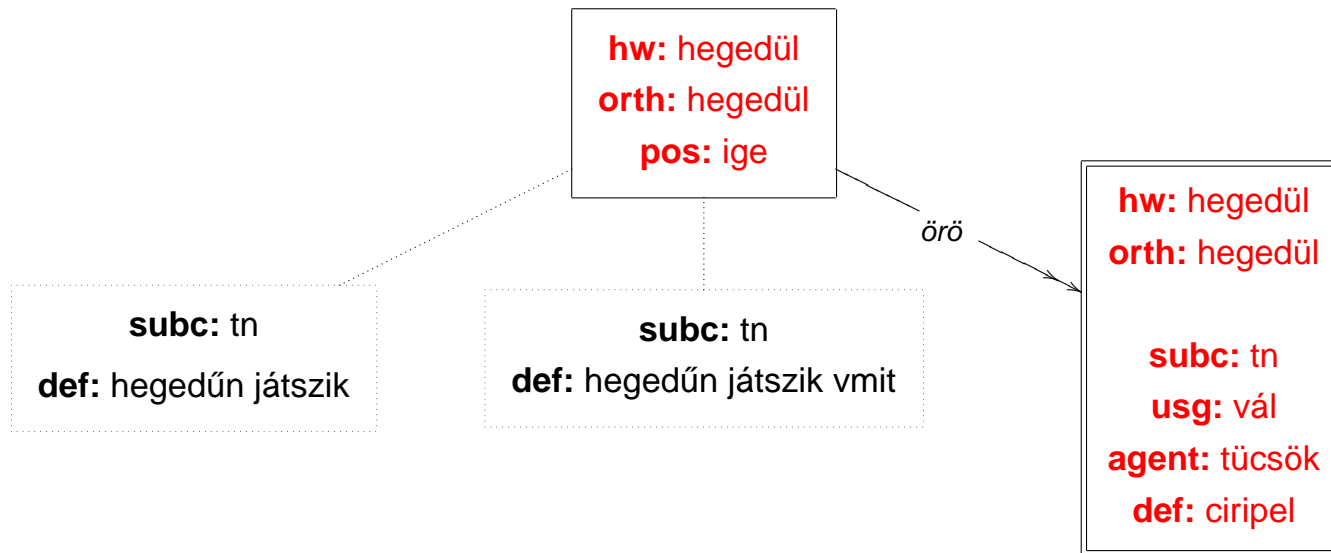 hw: hegedül
orth: hegedül
pos: ige
örö
subc: tn
def: hegedűn játszik
subc: tn
def: hegedűn játszik vmit
hw: hegedül
orth: hegedül
subc: tn
usg: vál
agent: tücsök
def: ciripel